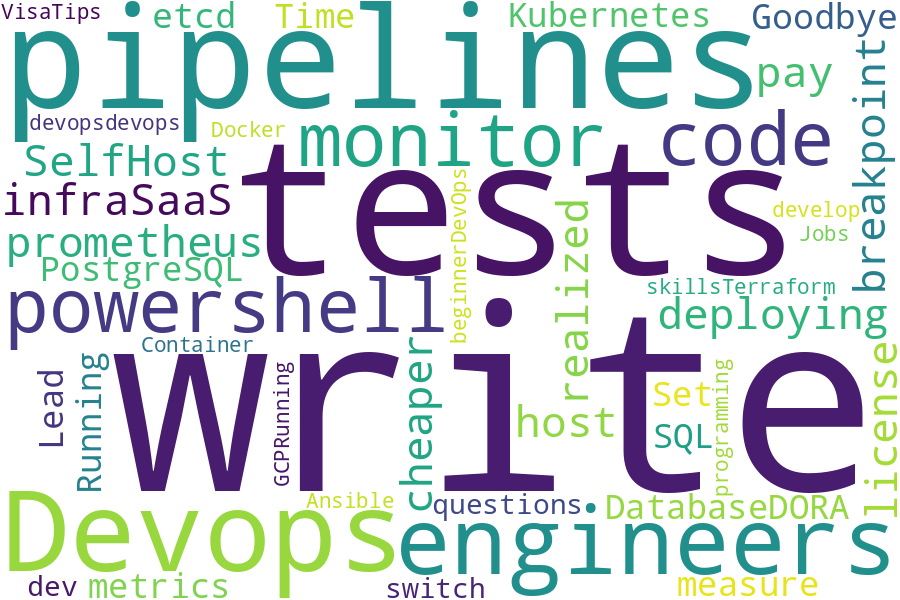 VisaTips
etcd
Time
Kubernetes
Goodbye
pipelines
pay
devopsdevops
Docker
monitor
code
breakpoint
SelfHost
tests
infraSaaS
beginnerDevOps
realized
develop
Jobs
prometheus
PostgreSQL
powershell
skillsTerraform
deploying
write
Container
cheaper
license
Lead
Running
GCPRunning
Set
programming
host
SQL
Devops
Ansible
questions
DatabaseDORA
engineers
dev
metrics
switch
measure